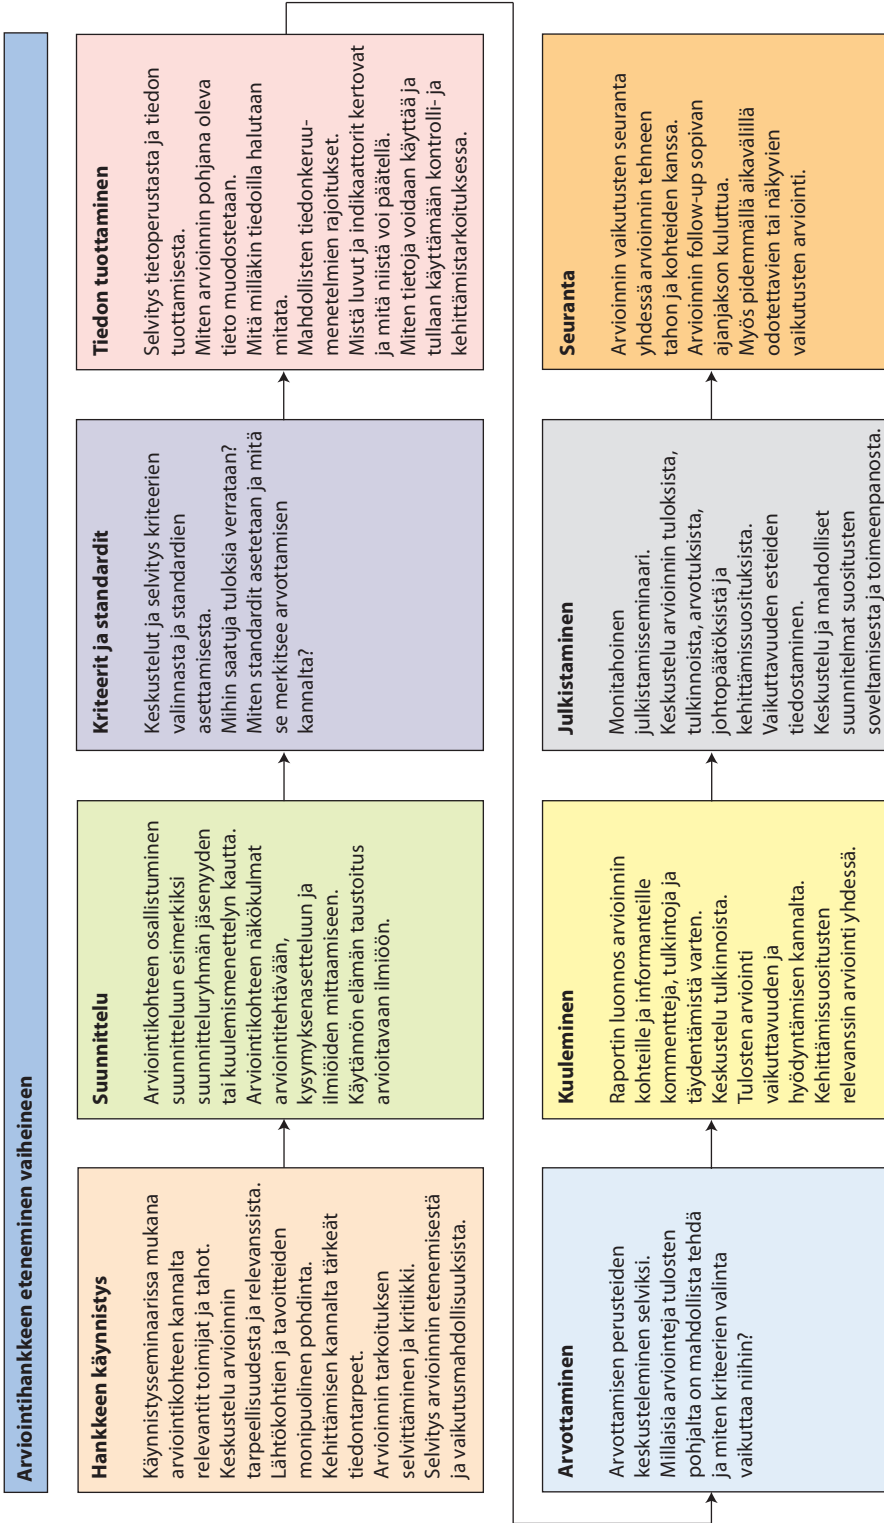 Arviointihankkeen eteneminen vaiheineen
Hankkeen käynnistys
Käynnistysseminaarissa mukana
arviointikohteen kannalta
relevantit toimijat ja tahot.
Keskustelu arvioinnin
tarpeellisuudesta ja relevanssista.
Lähtökohtien ja tavoitteiden
monipuolinen pohdinta.
Kehittämisen kannalta tärkeät
tiedontarpeet.
Arvioinnin tarkoituksen
selvittäminen ja kritiikki.
Selvitys arvioinnin etenemisestä
ja vaikutusmahdollisuuksista.
Suunnittelu
Arviointikohteen osallistuminen
suunnitteluun esimerkiksi
suunnitteluryhmän jäsenyyden
tai kuulemismenettelyn kautta.
Arviointikohteen näkökulmat
arviointitehtävään,
kysymyksenasetteluun ja
ilmiöiden mittaamiseen.
Käytännön elämän taustoitus
arvioitavaan ilmiöön.
Kriteerit ja standardit
Keskustelut ja selvitys kriteerien
valinnasta ja standardien
asettamisesta.
Mihin saatuja tuloksia verrataan?
Miten standardit asetetaan ja mitä
se merkitsee arvottamisen
kannalta?
Tiedon tuottaminen
Selvitys tietoperustasta ja tiedon
tuottamisesta.
Miten arvioinnin pohjana oleva
tieto muodostetaan.
Mitä milläkin tiedoilla halutaan
mitata.
Mahdollisten tiedonkeruu-
menetelmien rajoitukset.
Mistä luvut ja indikaattorit kertovat
ja mitä niistä voi päätellä.
Miten tietoja voidaan käyttää ja
tullaan käyttämään kontrolli- ja
kehittämistarkoituksessa.
Arvottaminen
Arvottamisen perusteiden
keskusteleminen selviksi.
Millaisia arviointeja tulosten
pohjalta on mahdollista tehdä
ja miten kriteerien valinta
vaikuttaa niihin?
Kuuleminen
Raportin luonnos arvioinnin
kohteille ja informanteille
kommentteja, tulkintoja ja
täydentämistä varten.
Keskustelu tulkinnoista.
Tulosten arviointi
vaikuttavuuden ja
hyödyntämisen kannalta.
Kehittämissuositusten
relevanssin arviointi yhdessä.
Julkistaminen
Monitahoinen
julkistamisseminaari.
Keskustelu arvioinnin tuloksista,
tulkinnoista, arvotuksista,
johtopäätöksistä ja
kehittämissuosituksista.
Vaikuttavuuden esteiden
tiedostaminen.
Keskustelu ja mahdolliset
suunnitelmat suositusten
soveltamisesta ja toimeenpanosta.
Seuranta
Arvioinnin vaikutusten seuranta
yhdessä arvioinnin tehneen
tahon ja kohteiden kanssa.
Arvioinnin follow-up sopivan
ajanjakson kuluttua.
Myös pidemmällä aikavälillä
odotettavien tai näkyvien
vaikutusten arviointi.